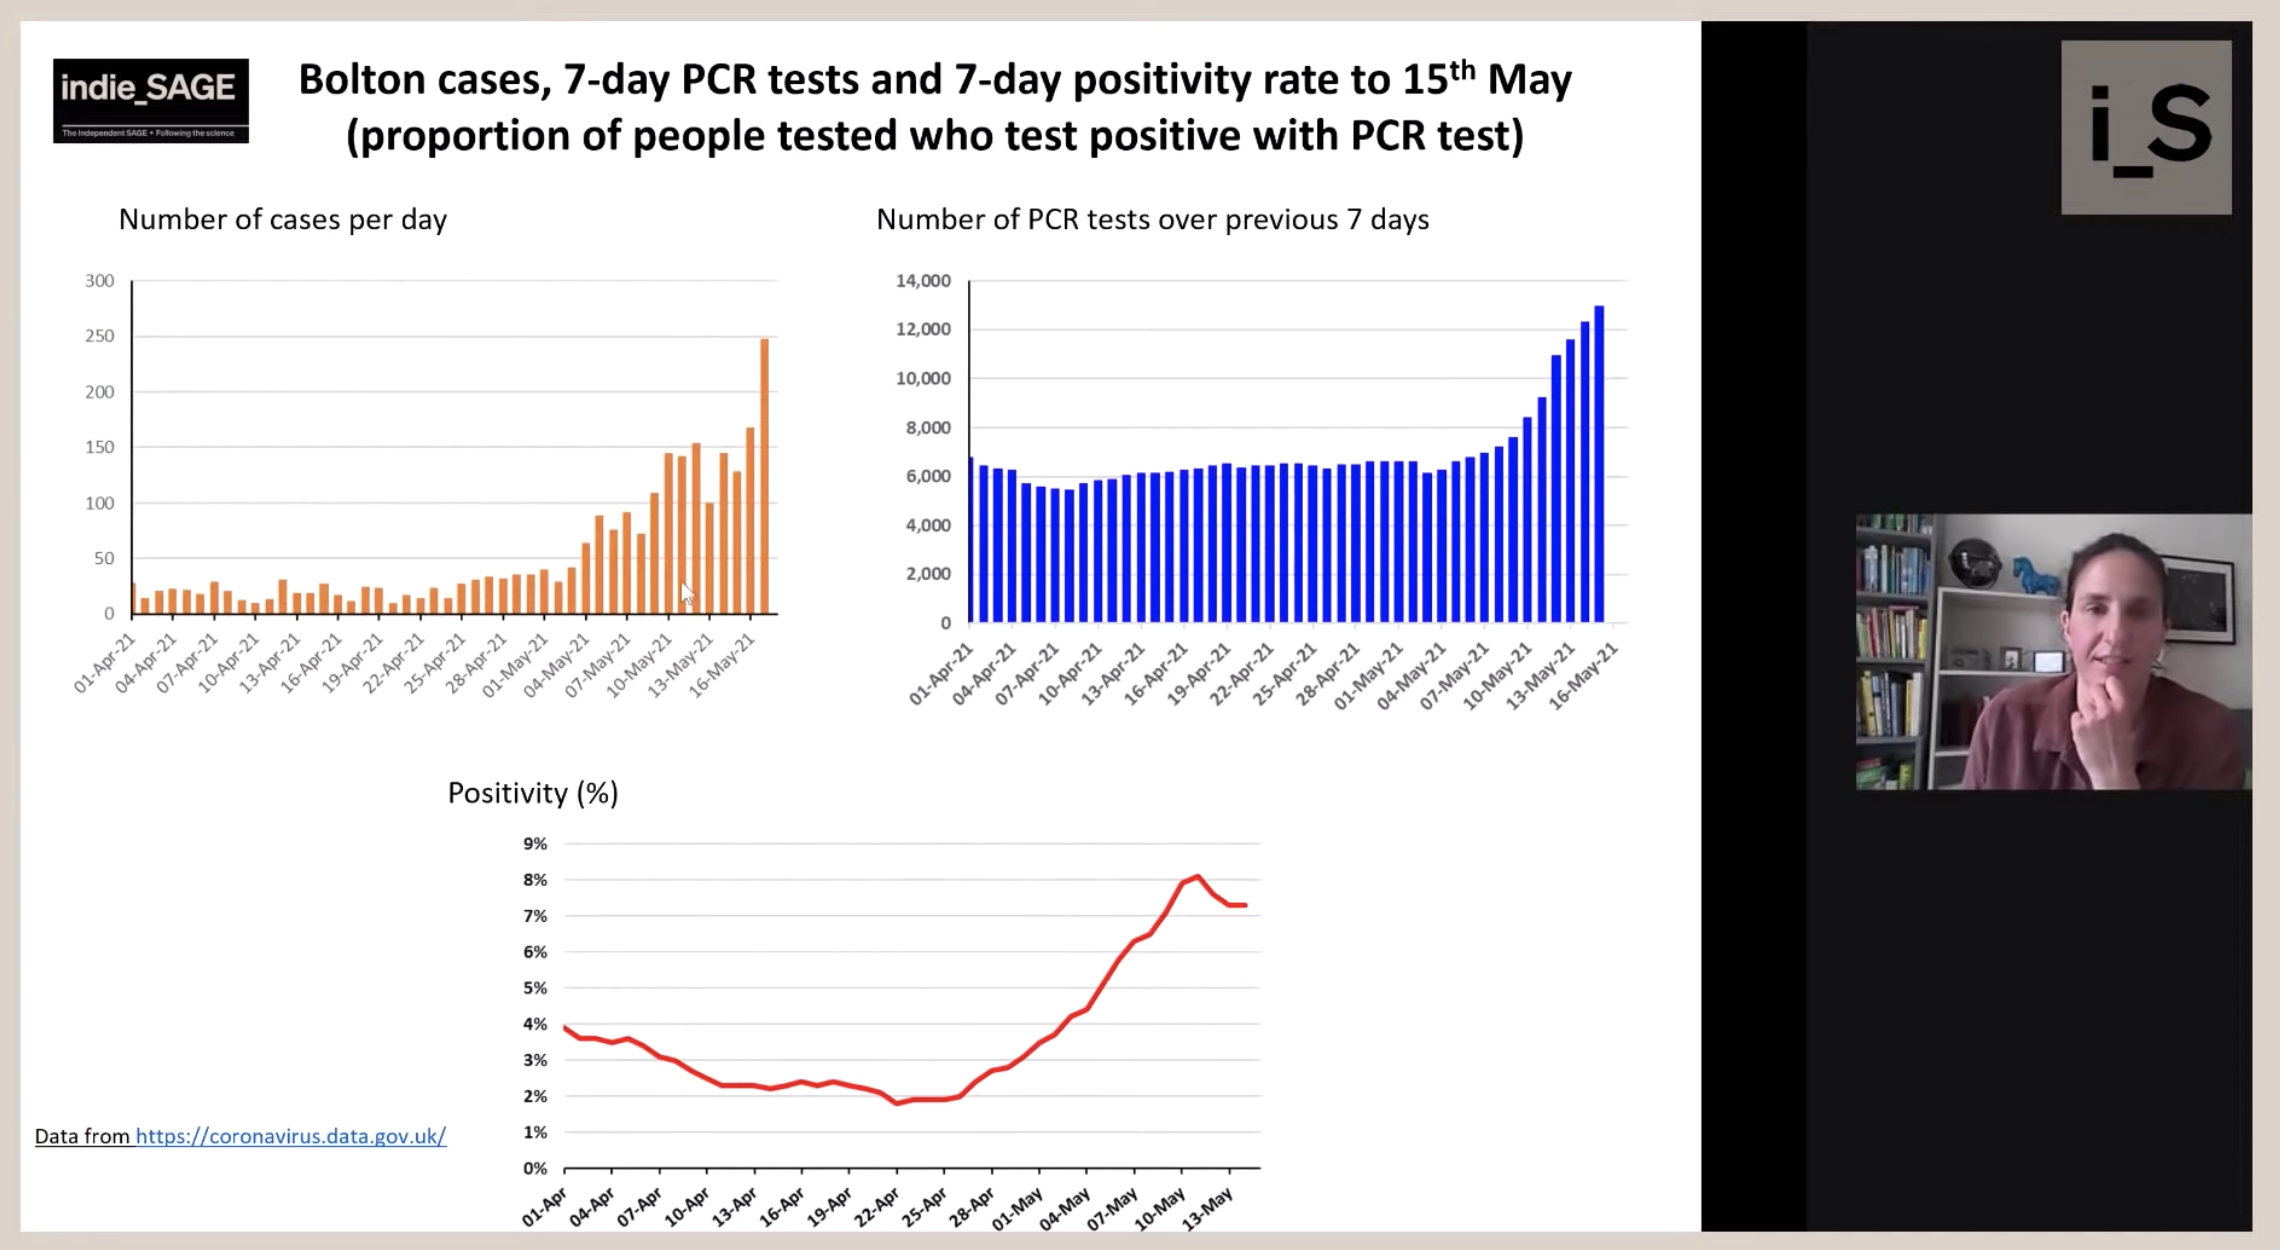 indie_SAGE
The Independent SAGE • Following the science
Bolton cases, 7-day PCR tests and 7-day positivity rate to 15th May
(proportion of people tested who test positive with PCR test)
i_S
Number of cases per day
300
250
200
150
100
50
0
01-Apr-21
04-Apr-21
07-Apr-21
10-Apr-21
13-Apr-21
16-Apr-21
19-Apr-21
22-Apr-21
25-Apr-21
28-Apr-21
01-May-21
04-May-21
07-May-21
10-May-21
13-May-21
16-May-21
Number of PCR tests over previous 7 days
14,000
12,000
10,000
8,000
6,000
4,000
2,000
0
01-Apr-21
04-Apr-21
07-Apr-21
10-Apr-21
13-Apr-21
16-Apr-21
19-Apr-21
22-Apr-21
25-Apr-21
28-Apr-21
01-May-21
04-May-21
07-May-21
10-May-21
13-May-21
16-May-21
Positivity (%)
9%
8%
7%
6%
5%
4%
3%
2%
1%
0%
01-Apr
04-Apr
07-Apr
10-Apr
13-Apr
16-Apr
19-Apr
22-Apr
25-Apr
28-Apr
01-May
04-May
07-May
10-May
13-May
Data from https://coronavirus.data.gov.uk/